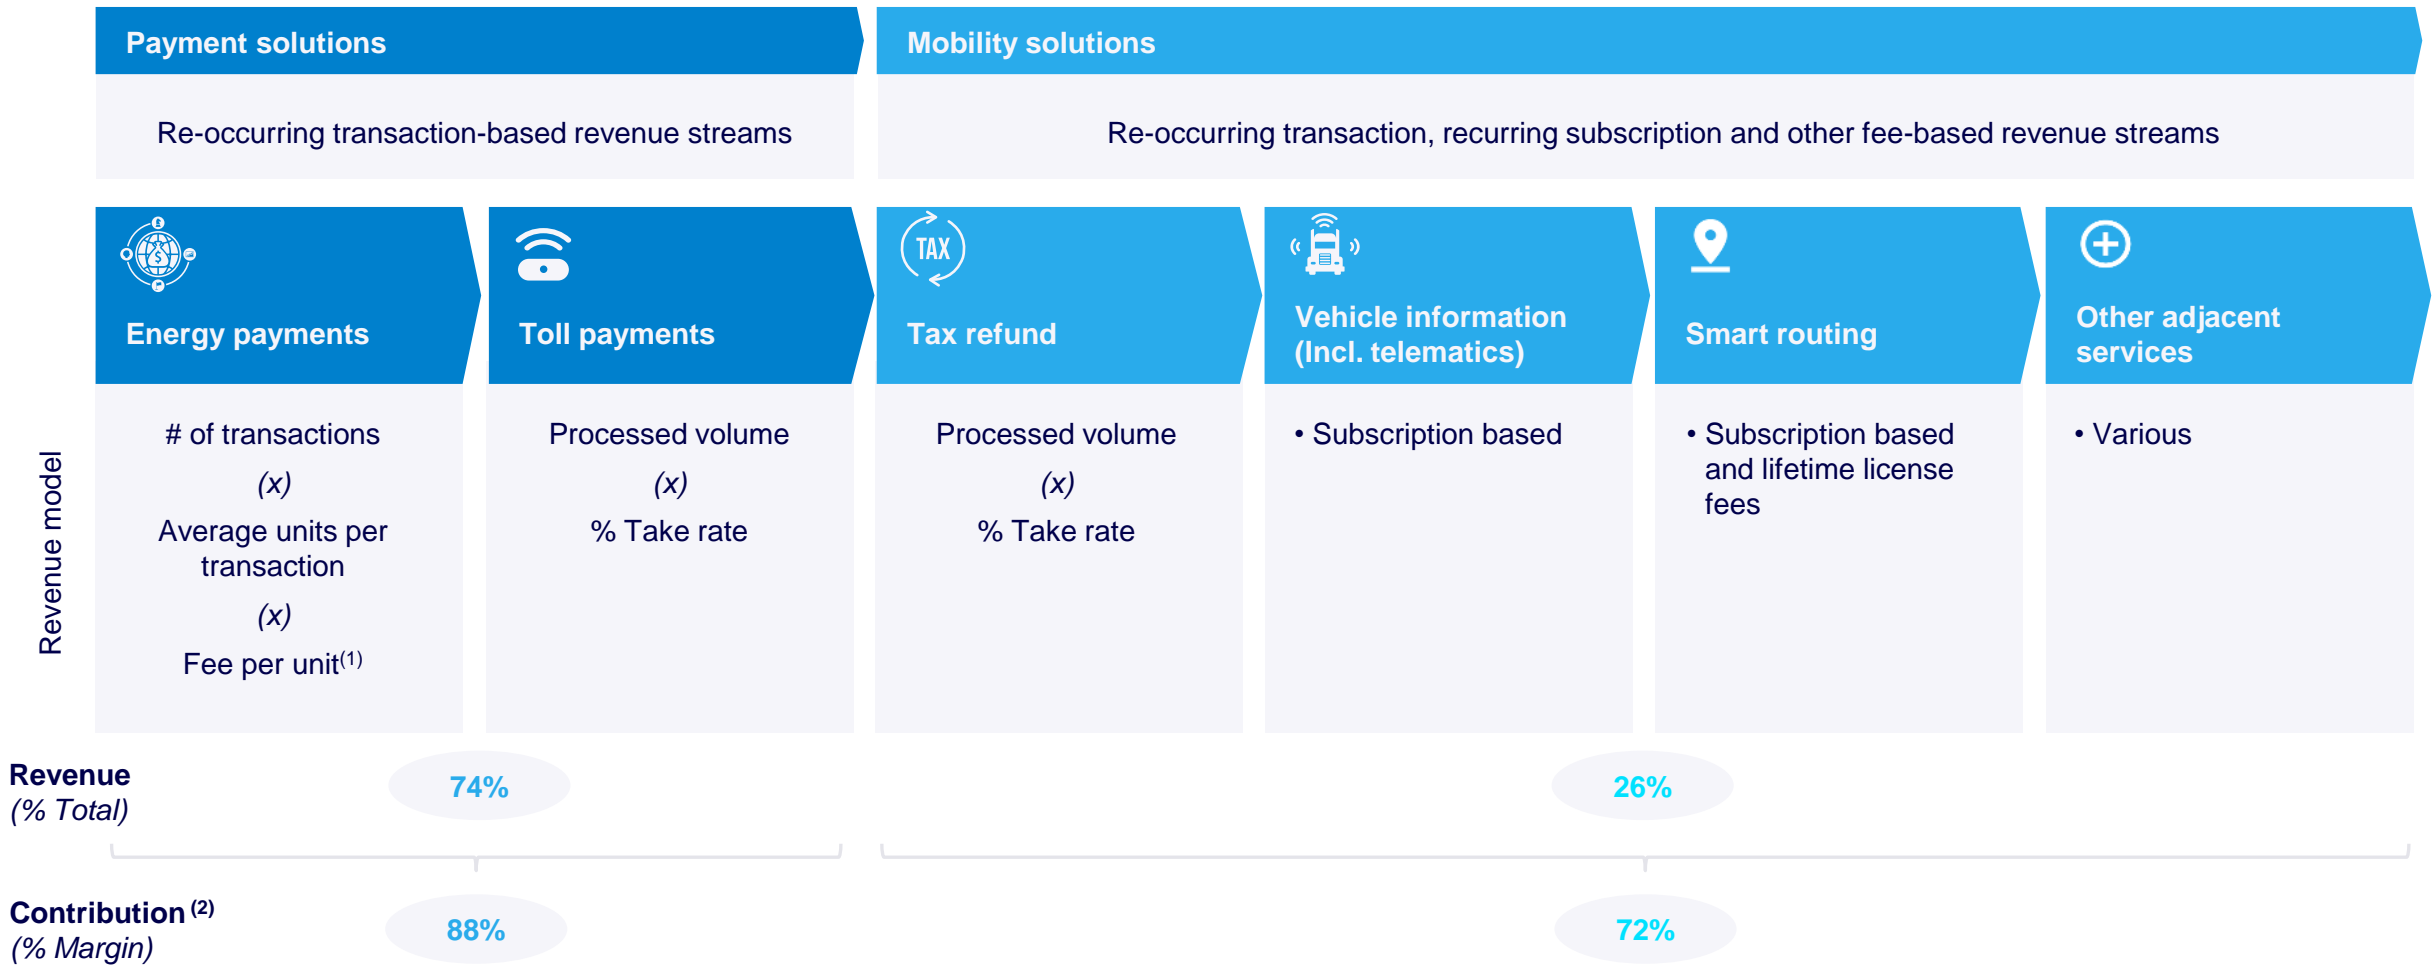 Payment solutions
Mobility solutions
Re-occurring transaction-based revenue streams
Re-occurring transaction, recurring subscription and other fee-based revenue streams
Energy payments
Toll payments
TAX
Tax refund
Vehicle information
(Incl. telematics)
Smart routing
Other adjacent
services
Revenue model
# of transactions
(x)
Average units per
transaction
(x)
Fee per unit(1)
Processed volume
(x)
% Take rate
Processed volume
(x)
% Take rate
• Subscription based
• Subscription based
and lifetime license
fees
• Various
Revenue
(% Total)
74%
26%
Contribution (2)
(% Margin)
88%
72%